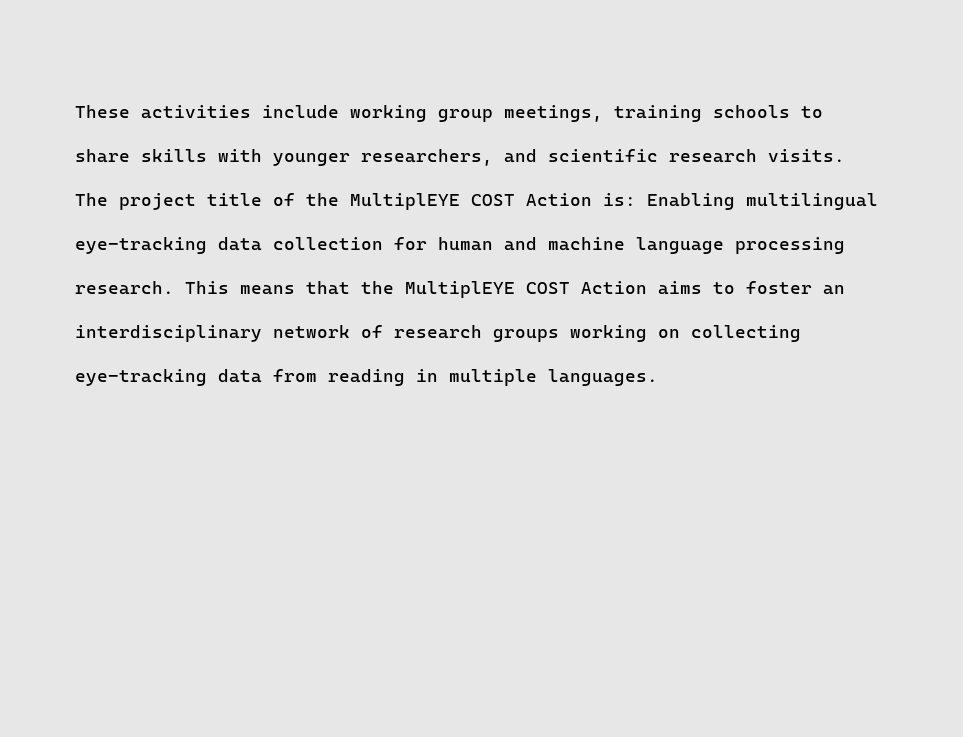 These activities include working group meetings, training schools to
share skills with younger researchers, and scientific research visits.
The project title of the MultiplEYE COST Action is: Enabling multilingual
eye-tracking data collection for human and machine language processing
research. This means that the MultiplEYE COST Action aims to foster an
interdisciplinary network of research groups working on collecting
eye-tracking data from reading in multiple languages.